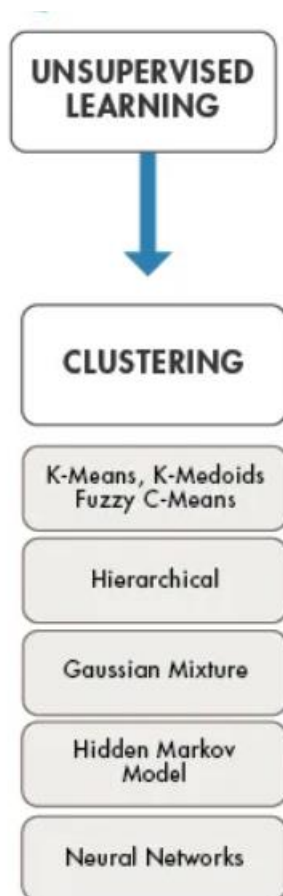 UNSUPERVISED
LEARNING
CLUSTERING
K-Means, K-Medoids
Fuzzy C-Means
Hierarchical
Gaussian Mixture
Hidden Markov
Model
Neural Networks